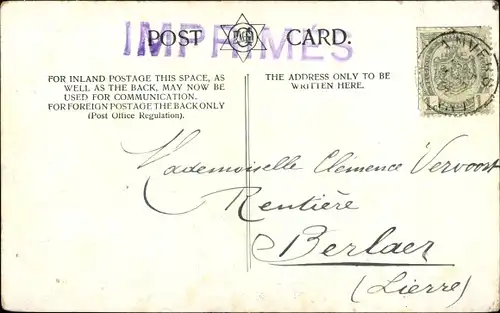 IMPRIMÉS
POST CARD.
FOR INLAND POSTAGE THIS SPACE, AS
WELL AS THE BACK, MAY NOW BE
USED FOR COMMUNICATION.
FOR FOREIGN POSTAGE THE BACK ONLY
(Post Office Regulation).
THE ADDRESS ONLY TO BE
WRITTEN HERE.
ANVERS
Mademoiselle Clémence Vervoort
Rentière
Berlaer
(Lierre)